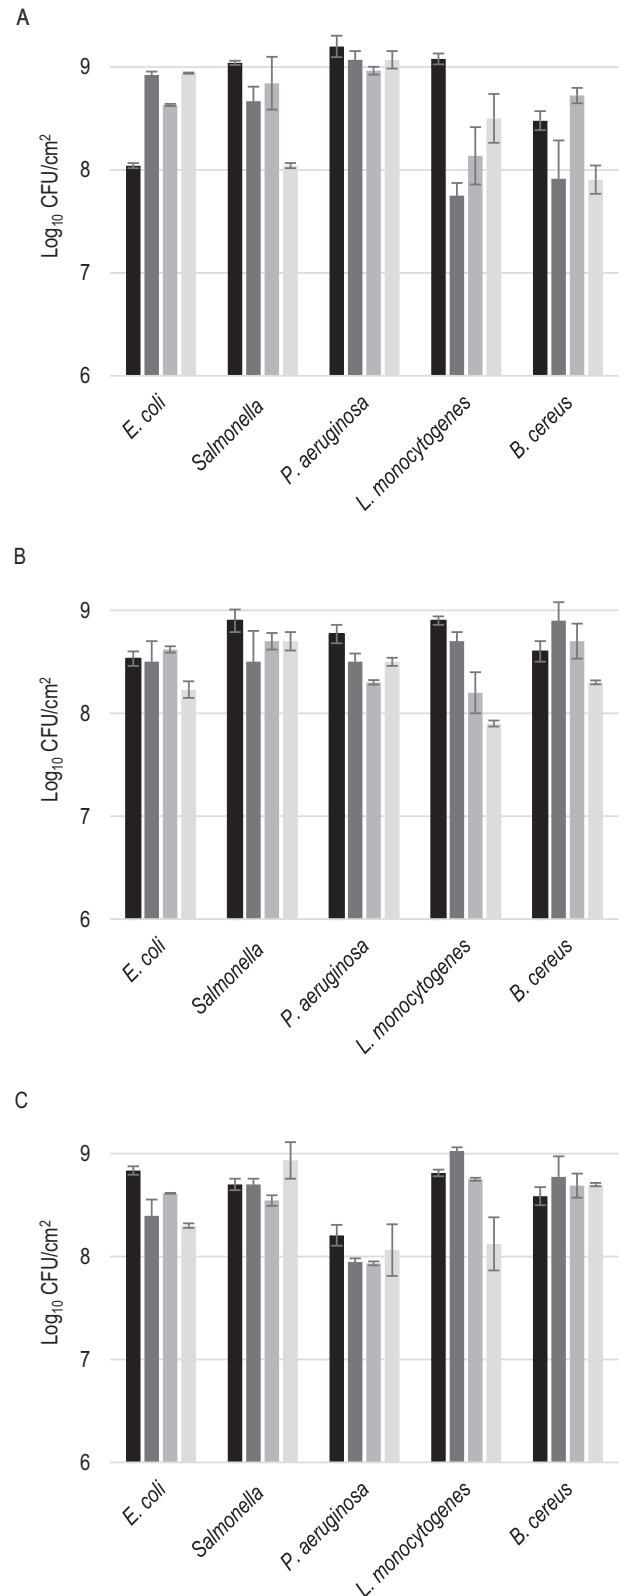 A
9
8
7
6
Log10 CFU/cm2
E. coli
Salmonella
P. aeruginosa
L. monocytogenes
B. cereus
B
9
8
7
6
Log10 CFU/cm2
E. coli
Salmonella
P. aeruginosa
L. monocytogenes
B. cereus
C
9
8
7
6
Log10 CFU/cm2
E. coli
Salmonella
P. aeruginosa
L. monocytogenes
B. cereus